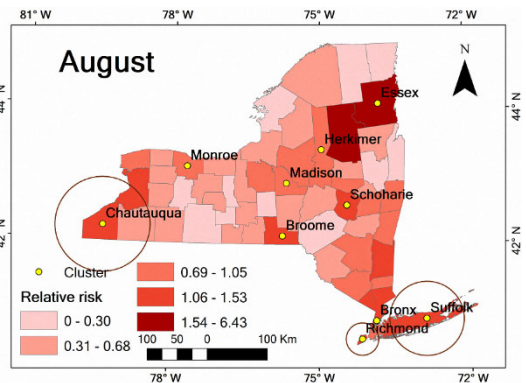 81° W 78° W 75° W 72° W
August
N
44° N
44° N
Essex
Herkimer
Monroe
Madison
Schoharie
Chautauqua
Broome
42° N
42° N
Cluster
Relative risk
0 - 0.30
0.31 - 0.68
0.69 - 1.05
1.06 - 1.53
1.54 - 6.43
Bronx
Suffolk
Richmond
100 50 0 100 Km
78° W 75° W 72° W